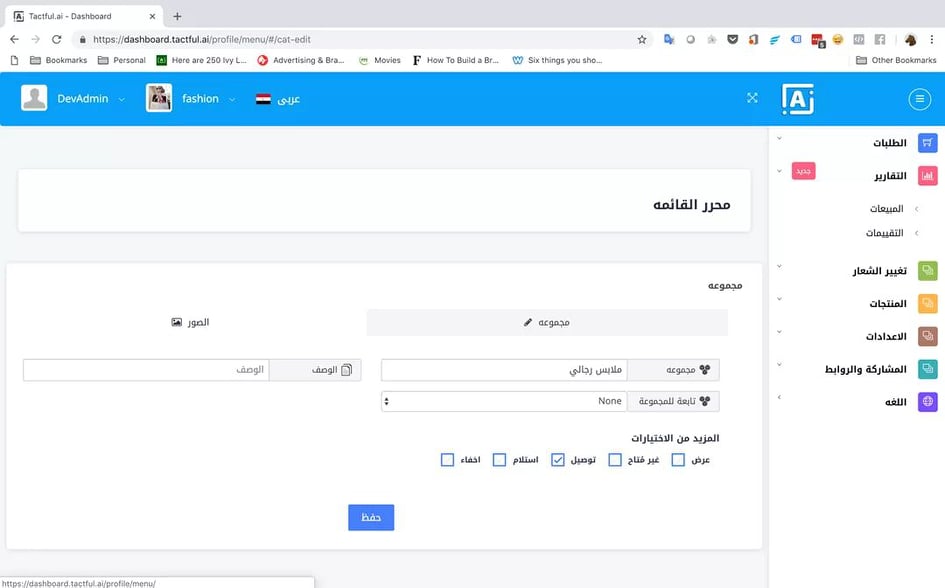 Tactful.ai - Dashboard
https://dashboard.tactful.ai/profile/menu/#/cat-edit
Bookmarks Personal Here are 250 Ivy L... Advertising & Bra... Movies How To Build a Br... Six things you sho... Other Bookmarks
DevAdmin fashion عربى
الطلبات
التقارير جديد
المبيعات
التقييمات
تغيير الشعار
المنتجات
الاعدادات
المشاركة والروابط
اللغه
محرر القائمه
مجموعه
مجموعه الصور
مجموعه ملابس رجالي الوصف الوصف
تابعة للمجموعة None
المزيد من الاختيارات
عرض غير مُتاح توصيل استلام اخفاء
حفظ
https://dashboard.tactful.ai/profile/menu/